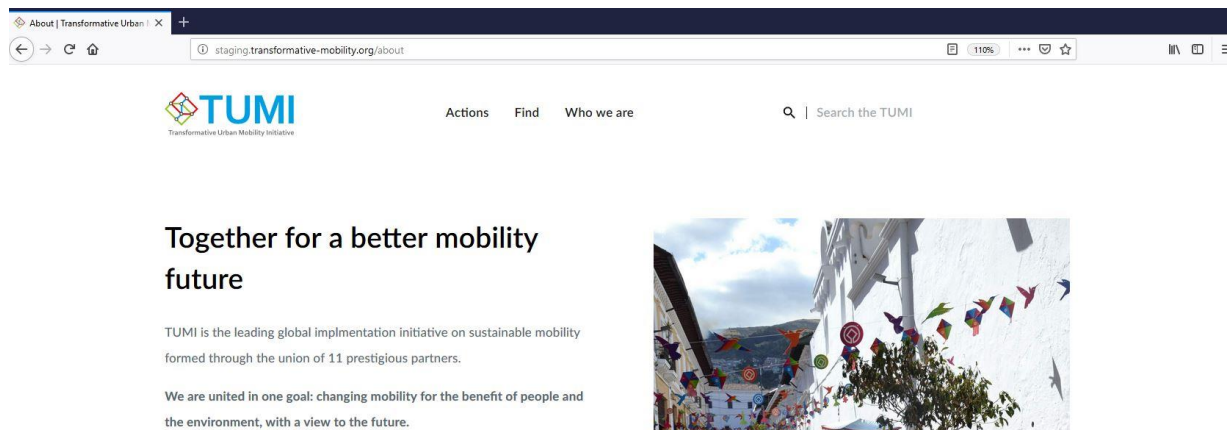 About | Transformative Urban
staging.transformative-mobility.org/about
110%
TUMI
Transformative Urban Mobility Initiative
Actions Find Who we are
Search the TUMI
Together for a better mobility
future
TUMI is the leading global implmentation initiative on sustainable mobility
formed through the union of 11 prestigious partners.
We are united in one goal: changing mobility for the benefit of people and
the environment, with a view to the future.